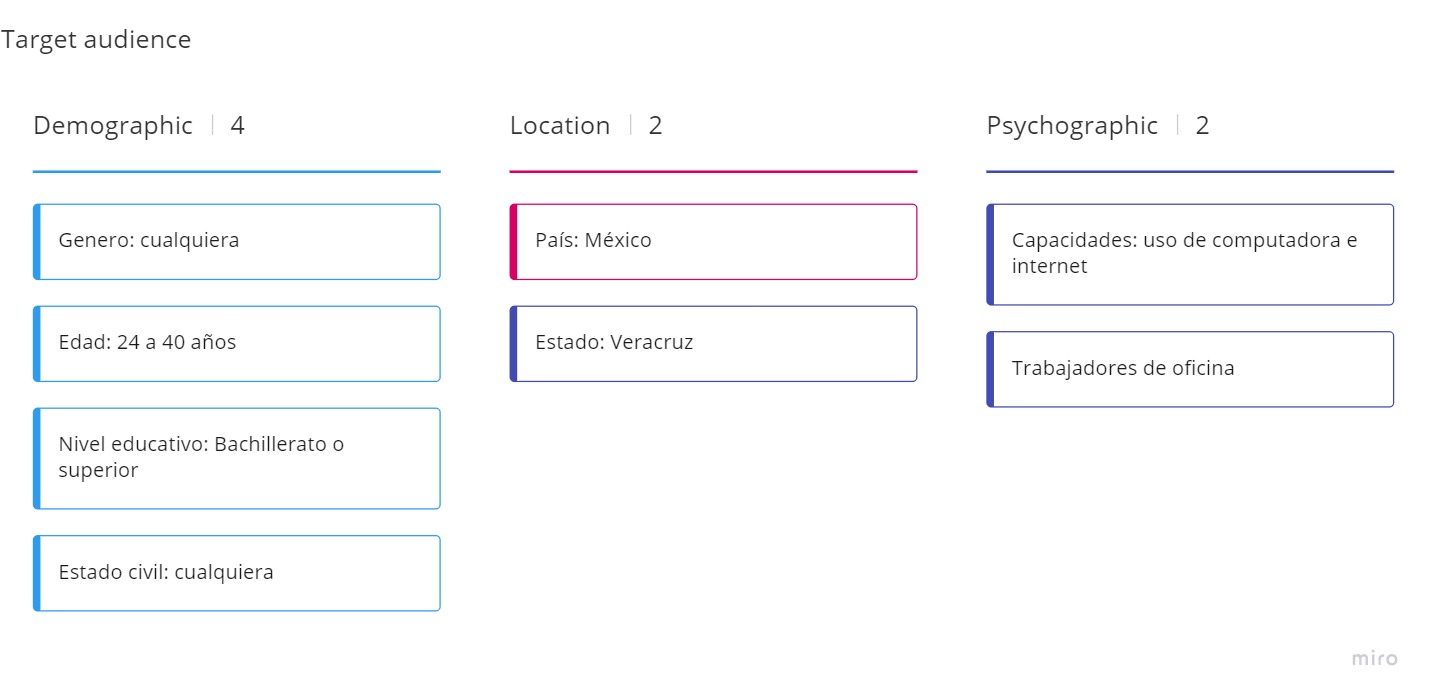 Target audience
Demographic | 4
Genero: cualquiera
Edad: 24 a 40 años
Nivel educativo: Bachillerato o
superior
Estado civil: cualquiera
Location | 2
País: México
Estado: Veracruz
Psychographic | 2
Capacidades: uso de computadora e
internet
Trabajadores de oficina
miro